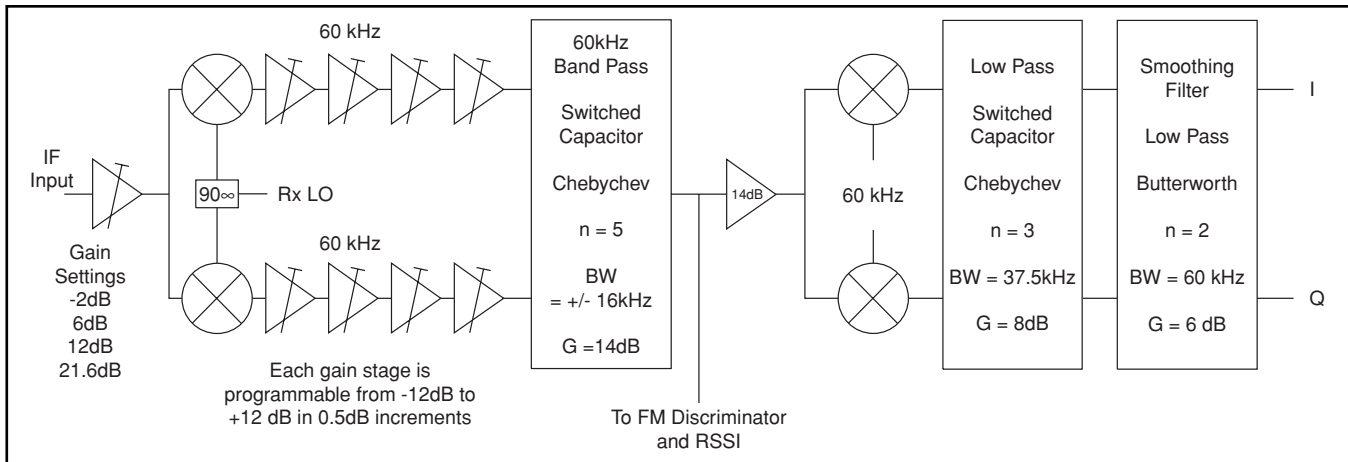 60 kHz
IF
Input
Gain
Settings
-2dB
6dB
12dB
21.6dB
90∞
Rx LO
60 kHz
Each gain stage is
programmable from -12dB to
+12 dB in 0.5dB increments
60kHz
Band Pass
Switched
Capacitor
Chebychev
n = 5
BW
= +/- 16kHz
G =14dB
To FM Discriminator
and RSSI
14dB
60 kHz
Low Pass
Switched
Capacitor
Chebychev
n = 3
BW = 37.5kHz
G = 8dB
Smoothing
Filter
Low Pass
Butterworth
n = 2
BW = 60 kHz
G = 6 dB
I
Q